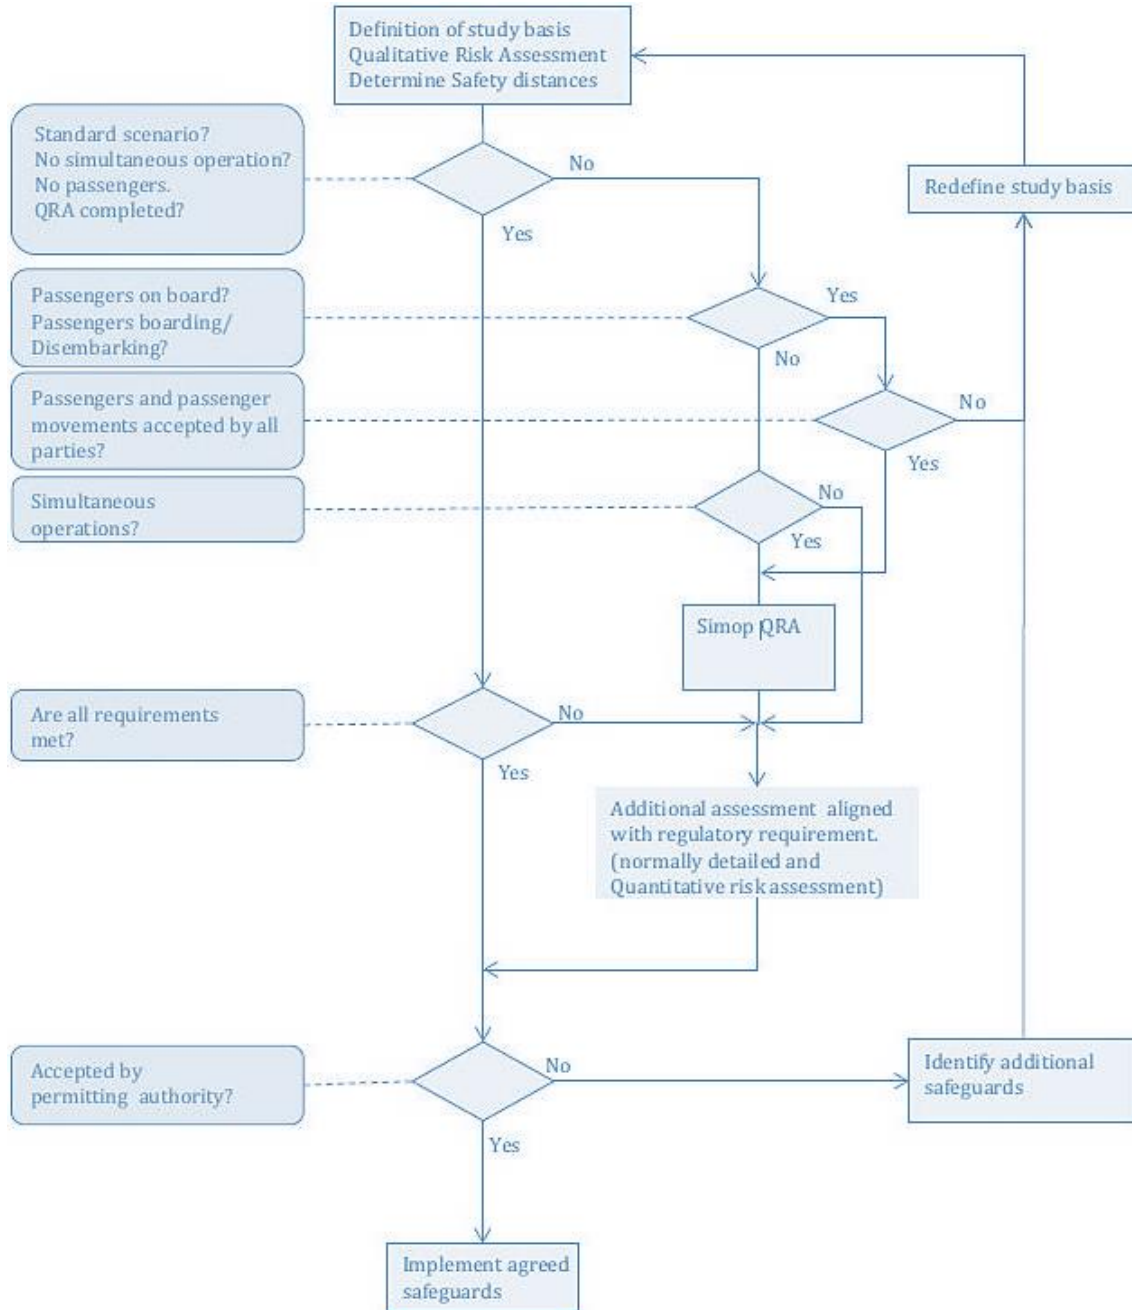 Definition of study basis
Qualitative Risk Assessment
Determine Safety distances
Standard scenario?
No simultaneous operation?
No passengers.
QRA completed?
No
Redefine study basis
Yes
Passengers on board?
Passengers boarding/
Disembarking?
Yes
No
Passengers and passenger
movements accepted by all
parties?
No
Yes
Simultaneous
operations?
No
Yes
Simop QRA
Are all requirements
met?
No
Yes
Additional assessment aligned
with regulatory requirement.
(normally detailed and
Quantitative risk assessment)
Accepted by
permitting authority?
No
Identify additional
safeguards
Yes
Implement agreed
safeguards